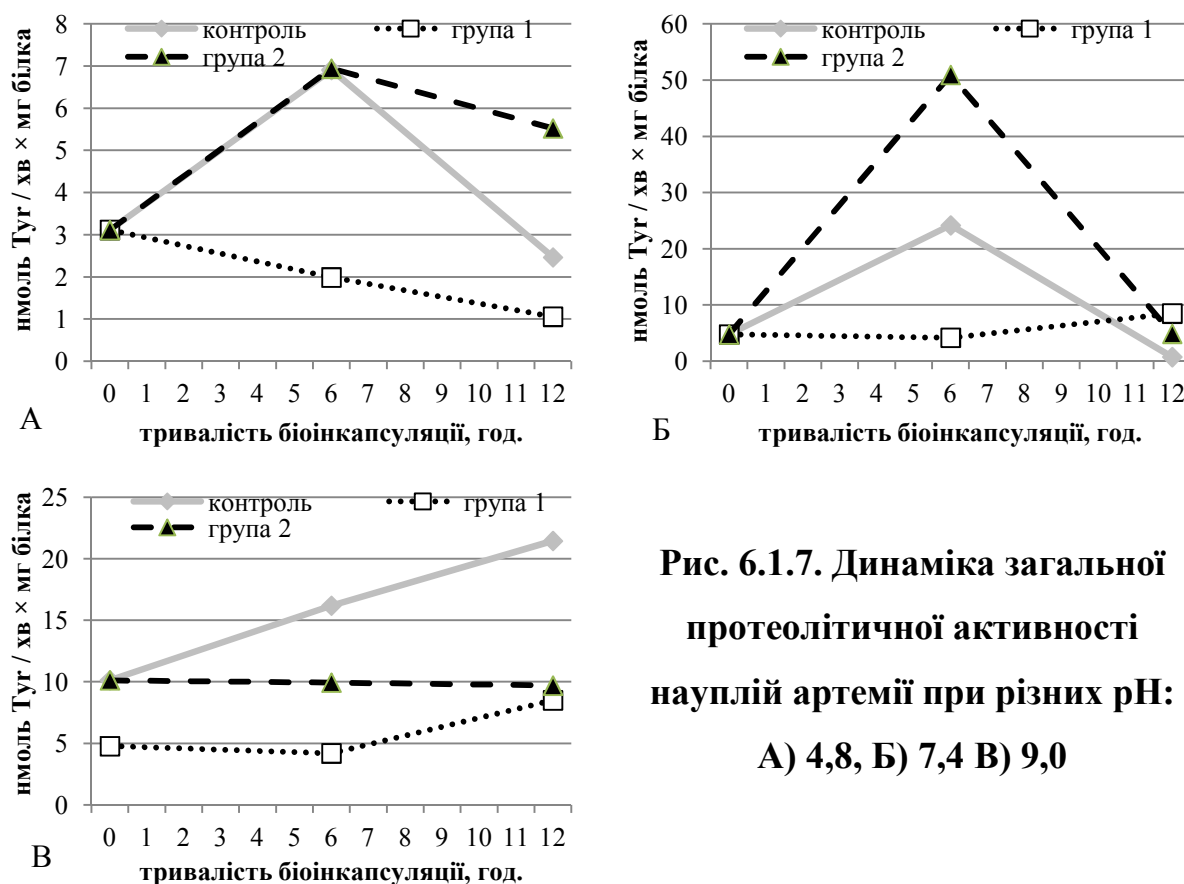 нмоль Tyr / хв × мг білка
8
7
6
5
4
3
2
1
0
контроль
група 1
група 2
0 1 2 3 4 5 6 7 8 9 10 11 12
А
тривалість біоінкапсуляції, год.
нмоль Tyr / хв × мг білка
60
50
40
30
20
10
0
контроль
група 1
група 2
0 1 2 3 4 5 6 7 8 9 10 11 12
Б
тривалість біоінкапсуляції, год.
нмоль Tyr / хв × мг білка
25
20
15
10
5
0
контроль
група 1
група 2
0 1 2 3 4 5 6 7 8 9 10 11 12
В
тривалість біоінкапсуляції, год.
Рис. 6.1.7. Динаміка загальної
протеолітичної активності
науплій артемії при різних рН:
А) 4,8, Б) 7,4 В) 9,0